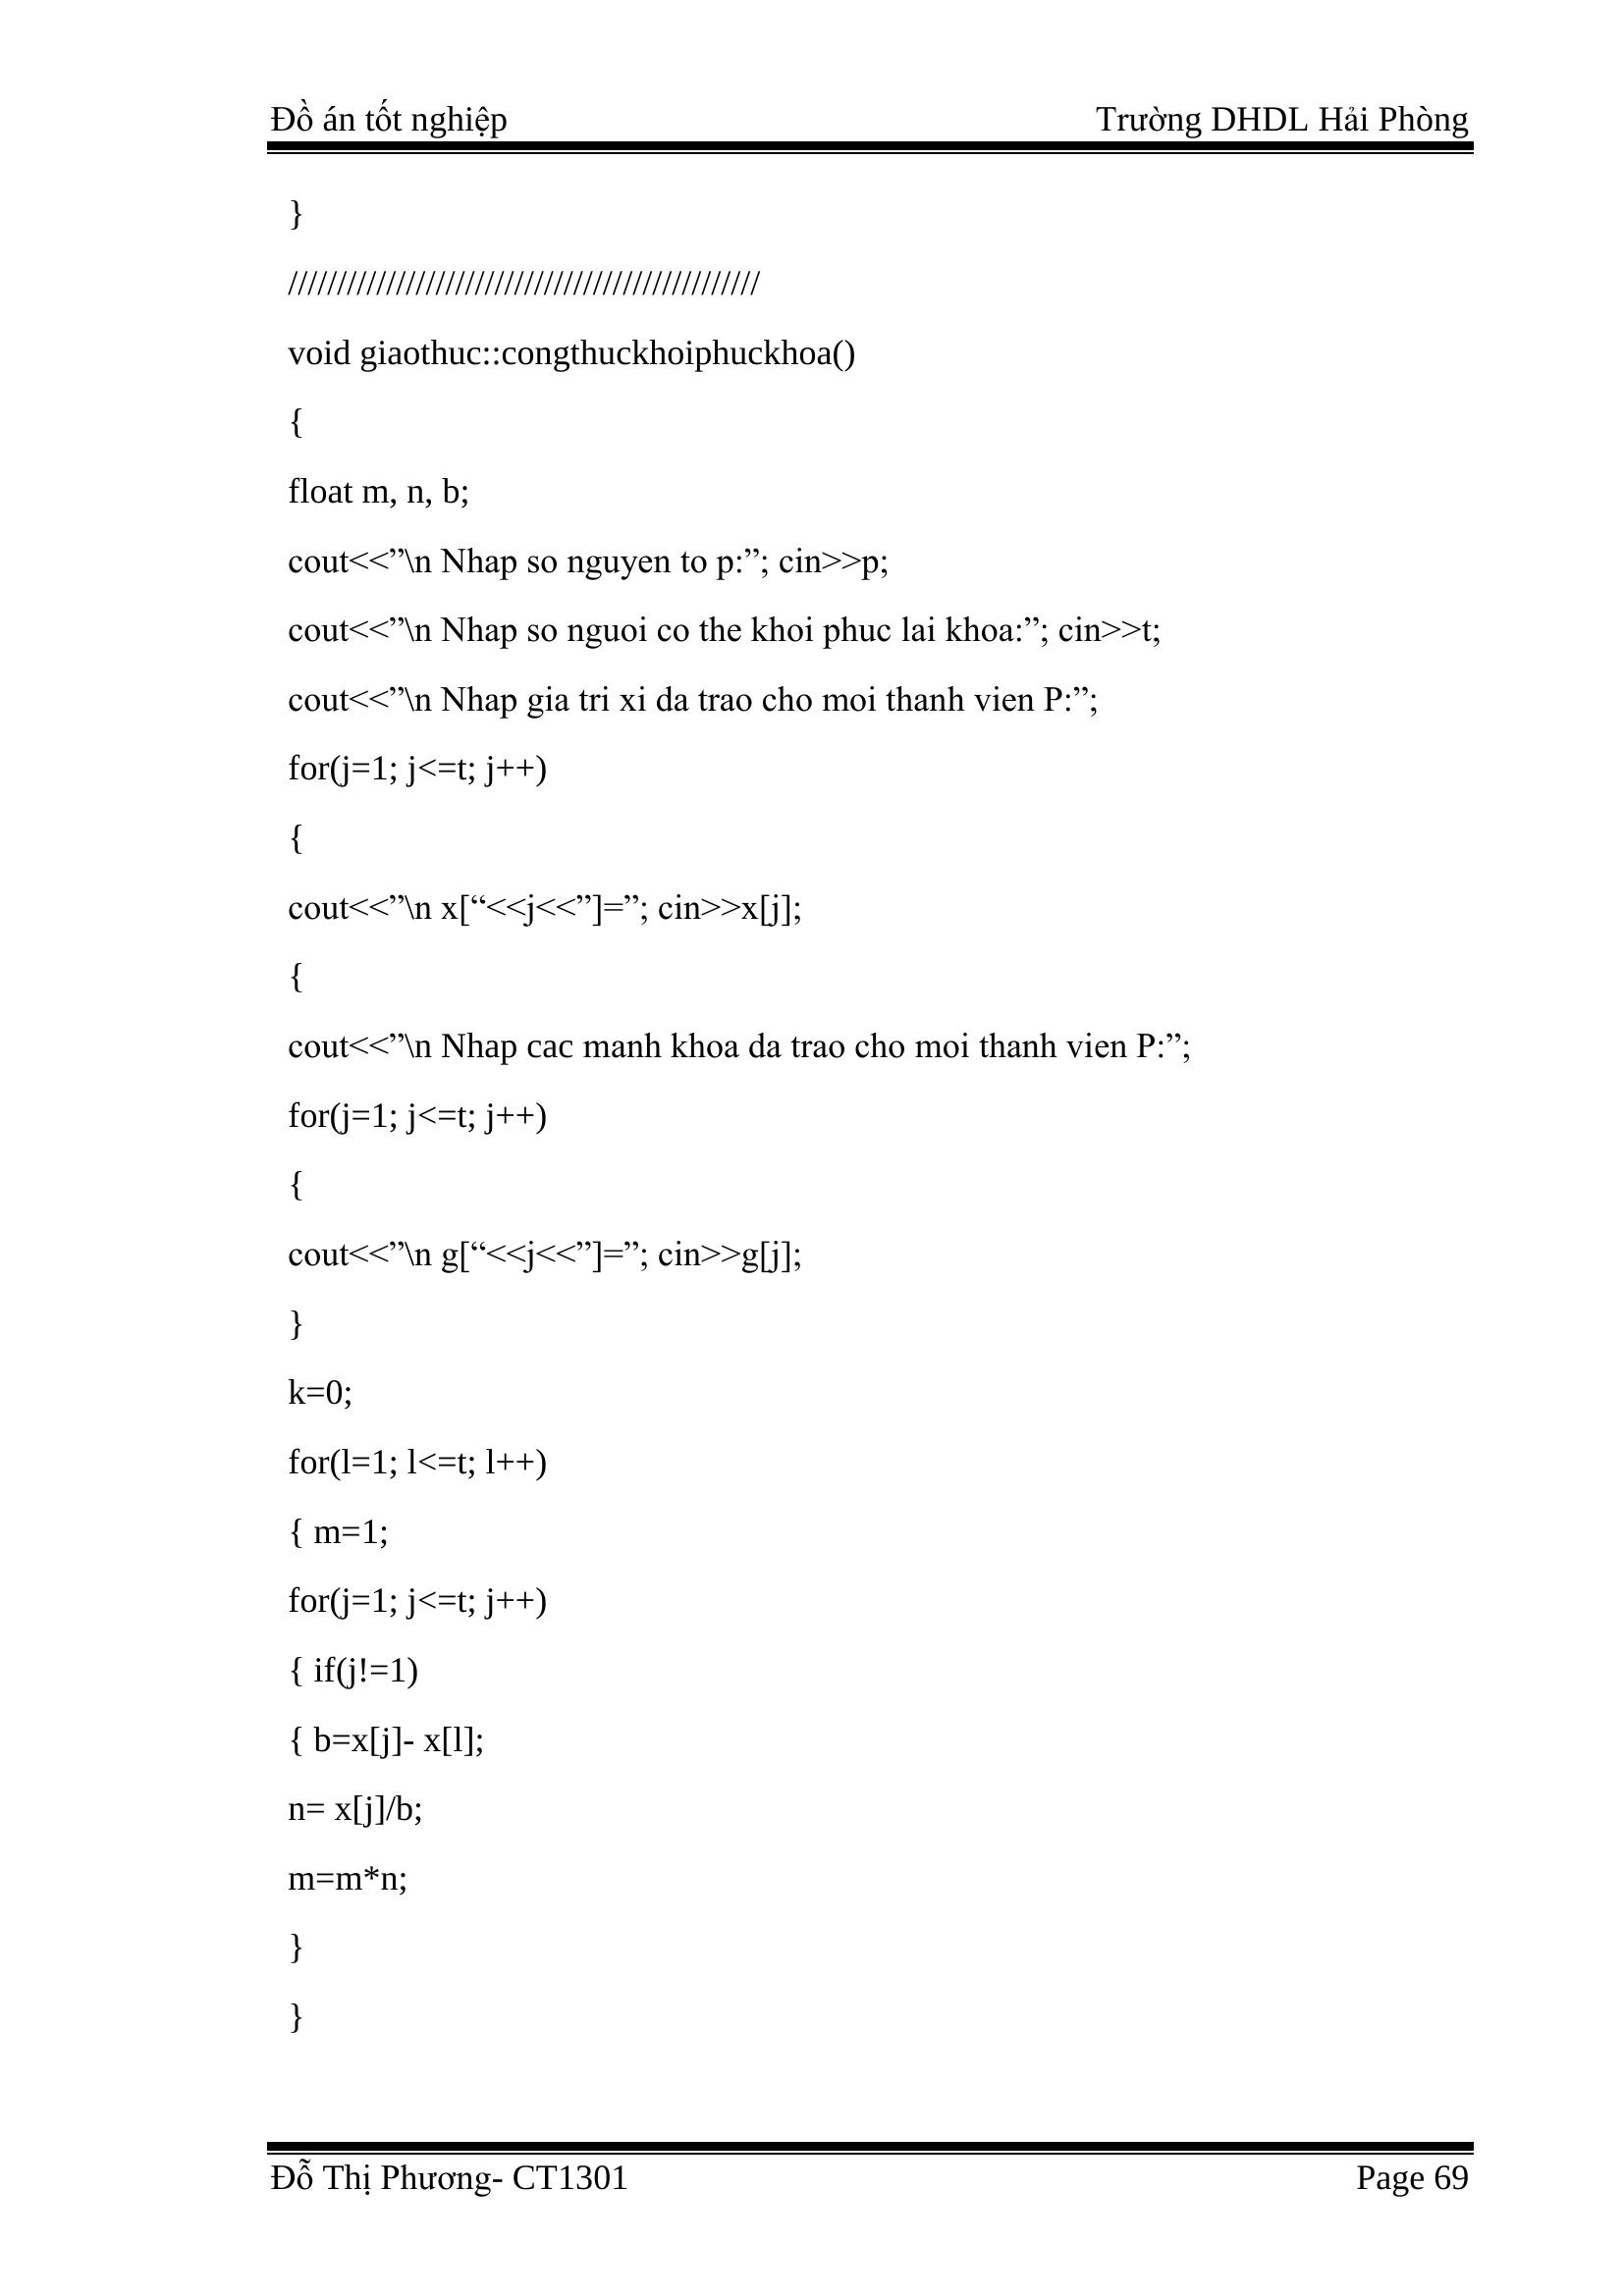 Đồ án tốt nghiệp Trường DHDL Hải Phòng
}
////////////////////////////////////////////////
void giaothuc::congthuckhoiphuckhoa()
{
float m, n, b;
cout<<”\n Nhap so nguyen to p:”; cin>>p;
cout<<”\n Nhap so nguoi co the khoi phuc lai khoa:”; cin>>t;
cout<<”\n Nhap gia tri xi da trao cho moi thanh vien P:”;
for(j=1; j<=t; j++)
{
cout<<”\n x[“<<j<<”]=”; cin>>x[j];
{
cout<<”\n Nhap cac manh khoa da trao cho moi thanh vien P:”;
for(j=1; j<=t; j++)
{
cout<<”\n g[“<<j<<”]=”; cin>>g[j];
}
k=0;
for(l=1; l<=t; l++)
{ m=1;
for(j=1; j<=t; j++)
{ if(j!=1)
{ b=x[j]- x[l];
n= x[j]/b;
m=m*n;
}
}
Đỗ Thị Phương- CT1301 Page 69